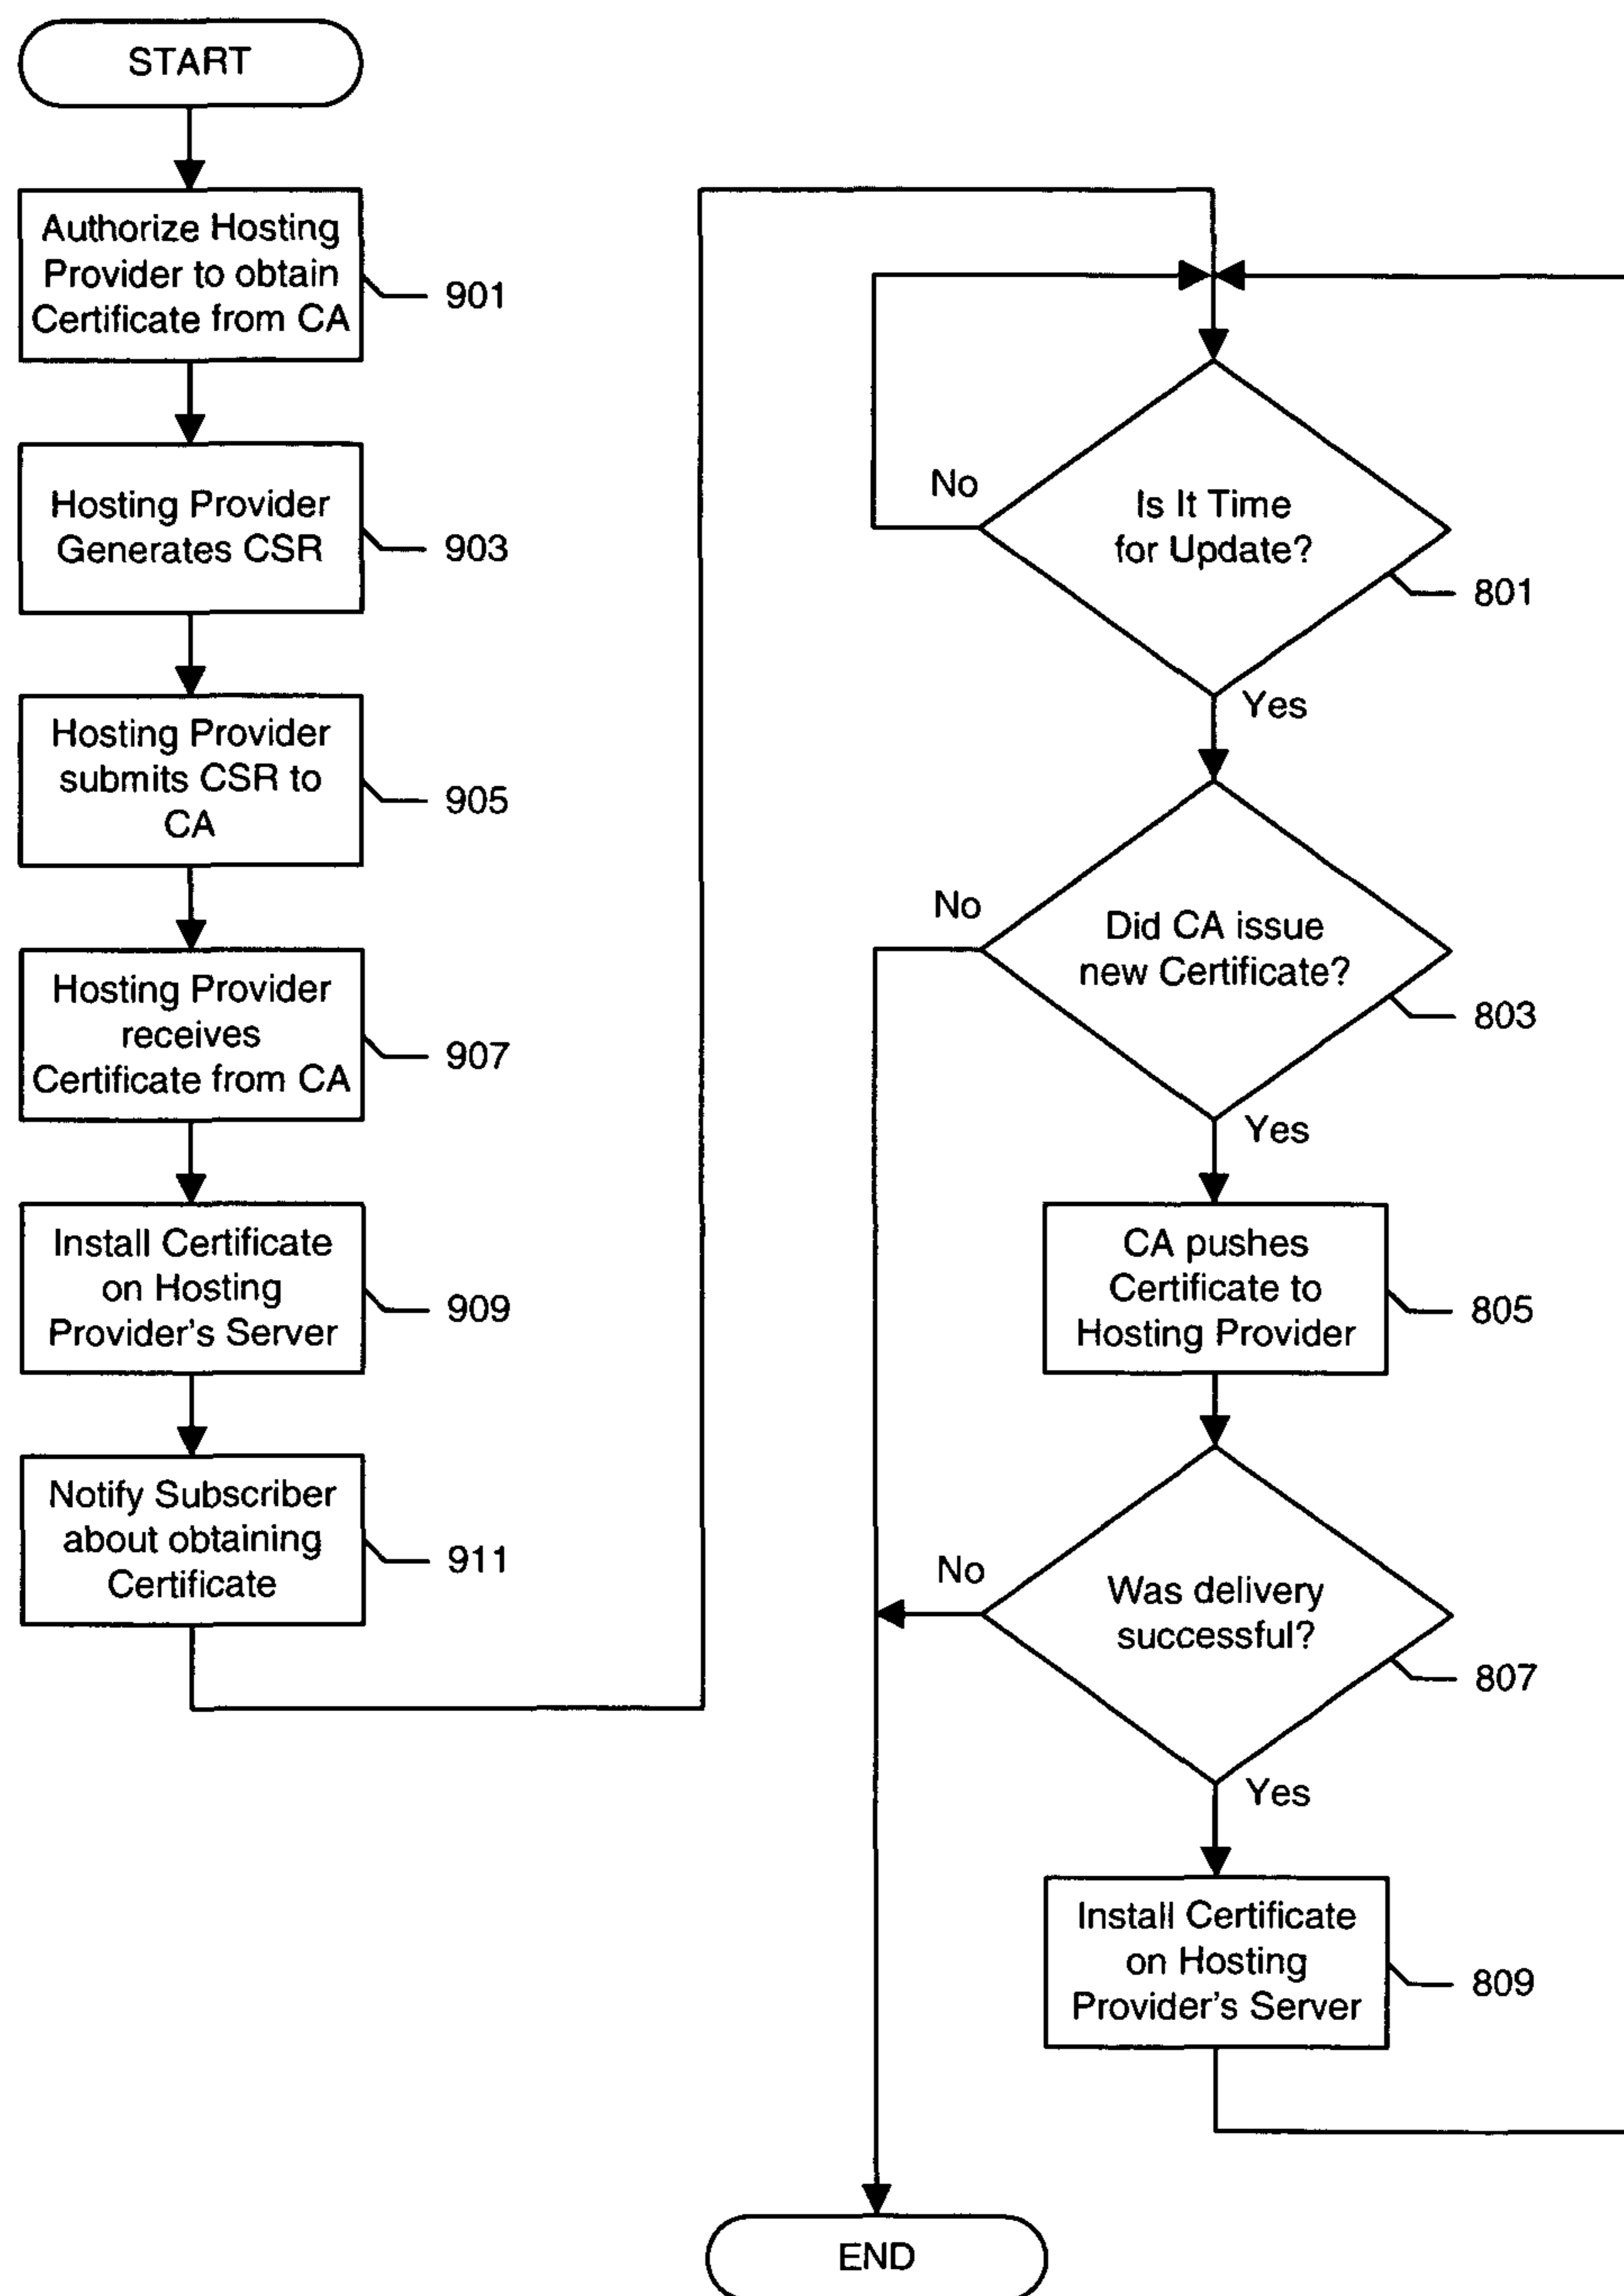 START
Authorize Hosting
Provider to obtain
Certificate from CA
901
Hosting Provider
Generates CSR
903
Hosting Provider
submits CSR to
CA
905
Hosting Provider
receives
Certificate from CA
907
Install Certificate
on Hosting
Provider's Server
909
Notify Subscriber
about obtaining
Certificate
911
No
Is It Time
for Update?
801
Yes
No
Did CA issue
new Certificate?
803
Yes
CA pushes
Certificate to
Hosting Provider
805
No
Was delivery
successful?
807
Yes
Install Certificate
on Hosting
Provider's Server
809
END